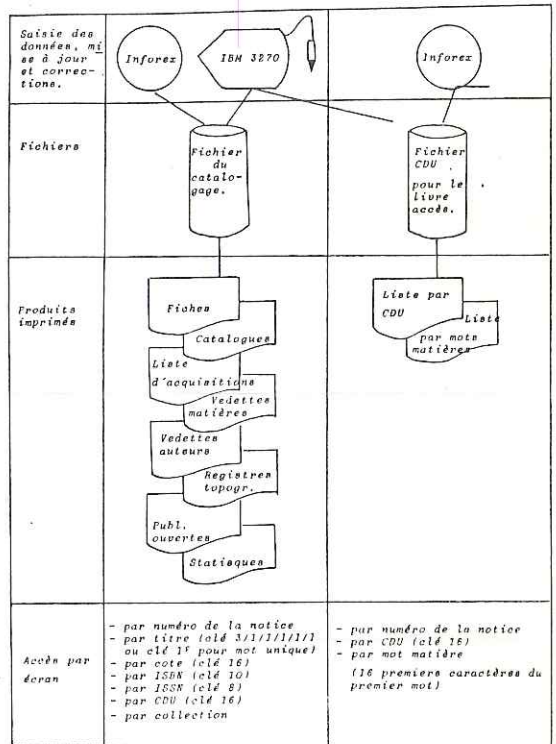 Saisie des
données, mi
se à jour
et correc-
tions.
Inforex
IBM 3270
Inforex
Fichiers
Fichier
du
catalo-
gage.
Fichier
CDU
pour le
livre
accès.
Produits
imprimés
Fiches
Catalogues
Liste
d'acquisitions
Vedettes
matières
Vedettes
auteurs
Registres
topogr.
Publ.
ouvertes
Statisques
Liste par
CDU
Liste
par mots
matières
Accès par
écran
- par numéro de la notice
- par titre (clé 3/1/1/1/1/1
ou clé 1ᵉ pour mot unique)
- par cote (clé 16)
- par ISBN (clé 10)
- par ISSN (clé 8)
- par CDU (clé 16)
- par collection
- par numéro de la notice
- par CDU (clé 16)
- par mot matière
(16 premiers caractères du
premier mot)